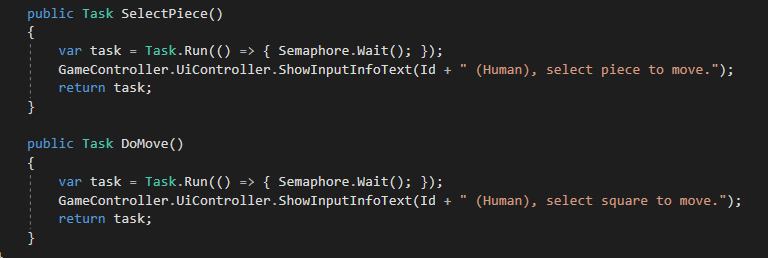 public Task SelectPiece()
{
var task = Task.Run(() => { Semaphore.Wait(); });
GameController.UiController.ShowInputInfoText(Id + " (Human), select piece to move.");
return task;
}
public Task DoMove()
{
var task = Task.Run(() => { Semaphore.Wait(); });
GameController.UiController.ShowInputInfoText(Id + " (Human), select square to move.");
return task;
}